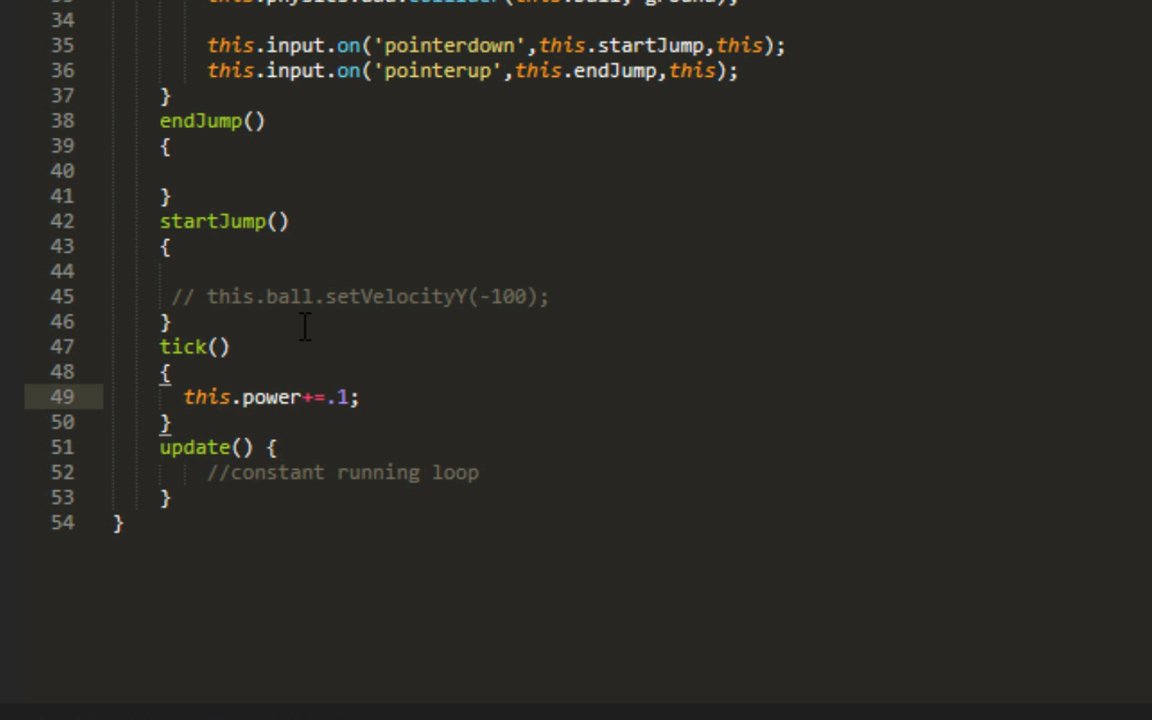 34
35 this.input.on('pointerdown',this.startJump,this);
36 this.input.on('pointerup',this.endJump,this);
37 }
38 endJump()
39 {
40
41 }
42 startJump()
43 {
44
45 // this.ball.setVelocityY(-100);
46 }
47 tick()
48 {
49 this.power+=.1;
50 }
51 update() {
52 //constant running loop
53 }
54 }